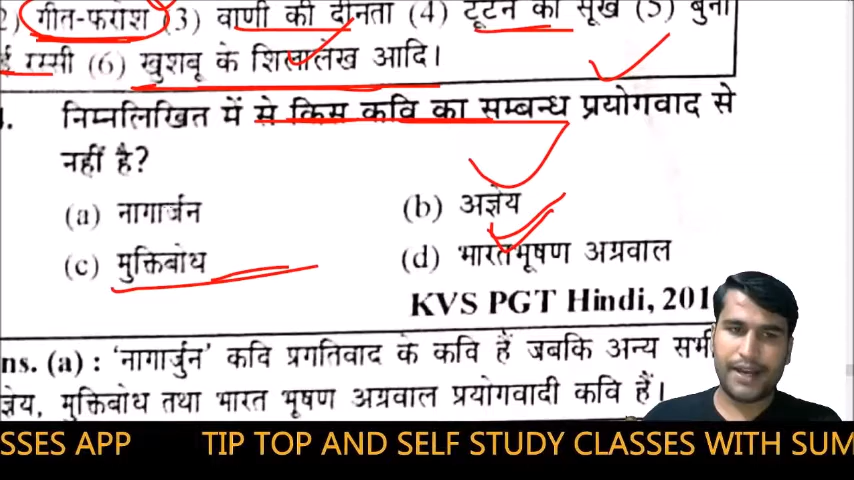 गीत-फरोश (3) वाणी की दीनता (4) टूटने का सुख (5) बुनी
रस्सी (6) खुशबू के शिलालेख आदि।
निम्नलिखित में से किस कवि का सम्बन्ध प्रयोगवाद से
नहीं है?
(a) नागार्जुन (b) अज्ञेय
(c) मुक्तिबोध (d) भारतभूषण अग्रवाल
KVS PGT Hindi, 201
ns. (a) : 'नागार्जुन' कवि प्रगतिवाद के कवि हैं जबकि अन्य सभी
ज्ञेय, मुक्तिबोध तथा भारत भूषण अग्रवाल प्रयोगवादी कवि हैं।
SSES APP TIP TOP AND SELF STUDY CLASSES WITH SUM